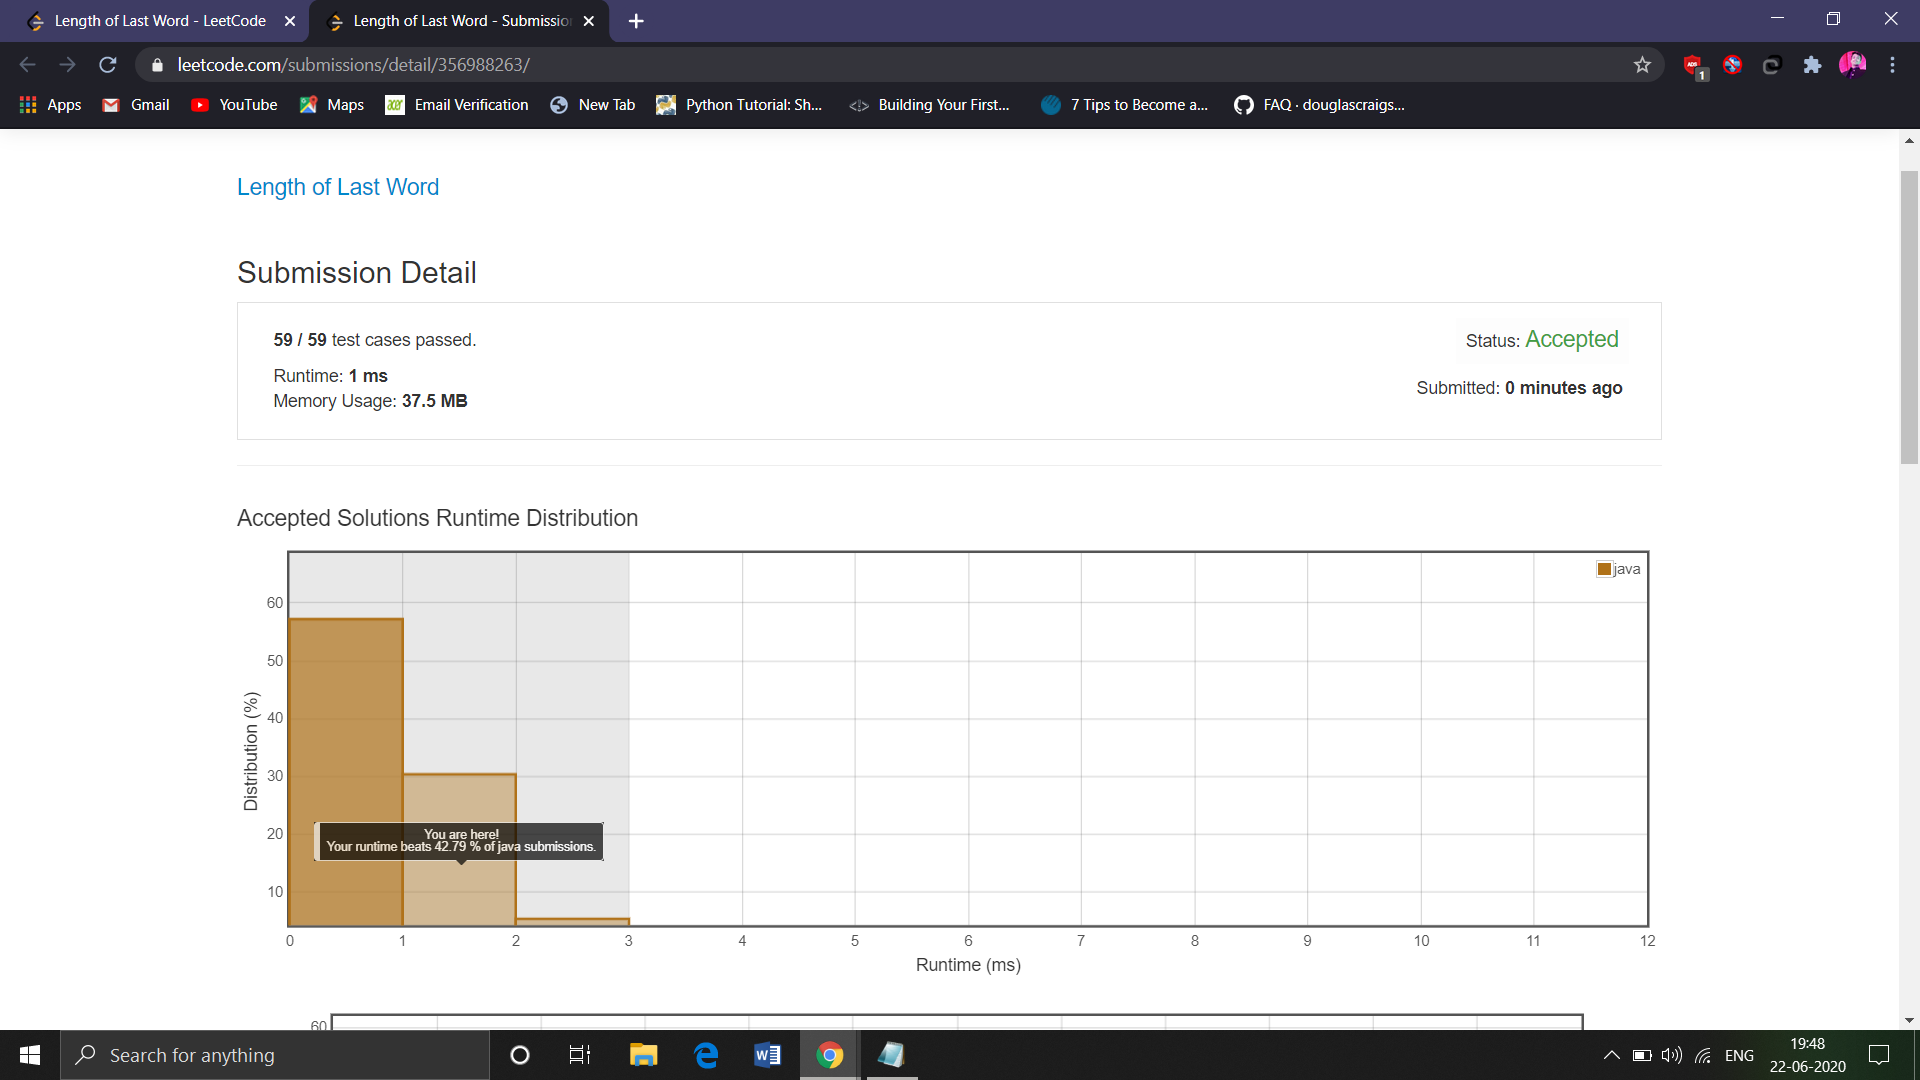 Length of Last Word - LeetCode
Length of Last Word - Submissio
leetcode.com/submissions/detail/356988263/
ABS
1
Apps
Gmail
YouTube
Maps
acer
Email Verification
New Tab
Python Tutorial: Sh...
Building Your First...
7 Tips to Become a...
FAQ · douglascraigs...
Length of Last Word
Submission Detail
59 / 59 test cases passed.
Status: Accepted
Runtime: 1 ms
Submitted: 0 minutes ago
Memory Usage: 37.5 MB
Accepted Solutions Runtime Distribution
java
60
50
40
30
20
10
Distribution (%)
You are here!
Your runtime beats 42.79 % of java submissions.
0 1 2 3 4 5 6 7 8 9 10 11 12
Runtime (ms)
60
Search for anything
ENG
19:48
22-06-2020